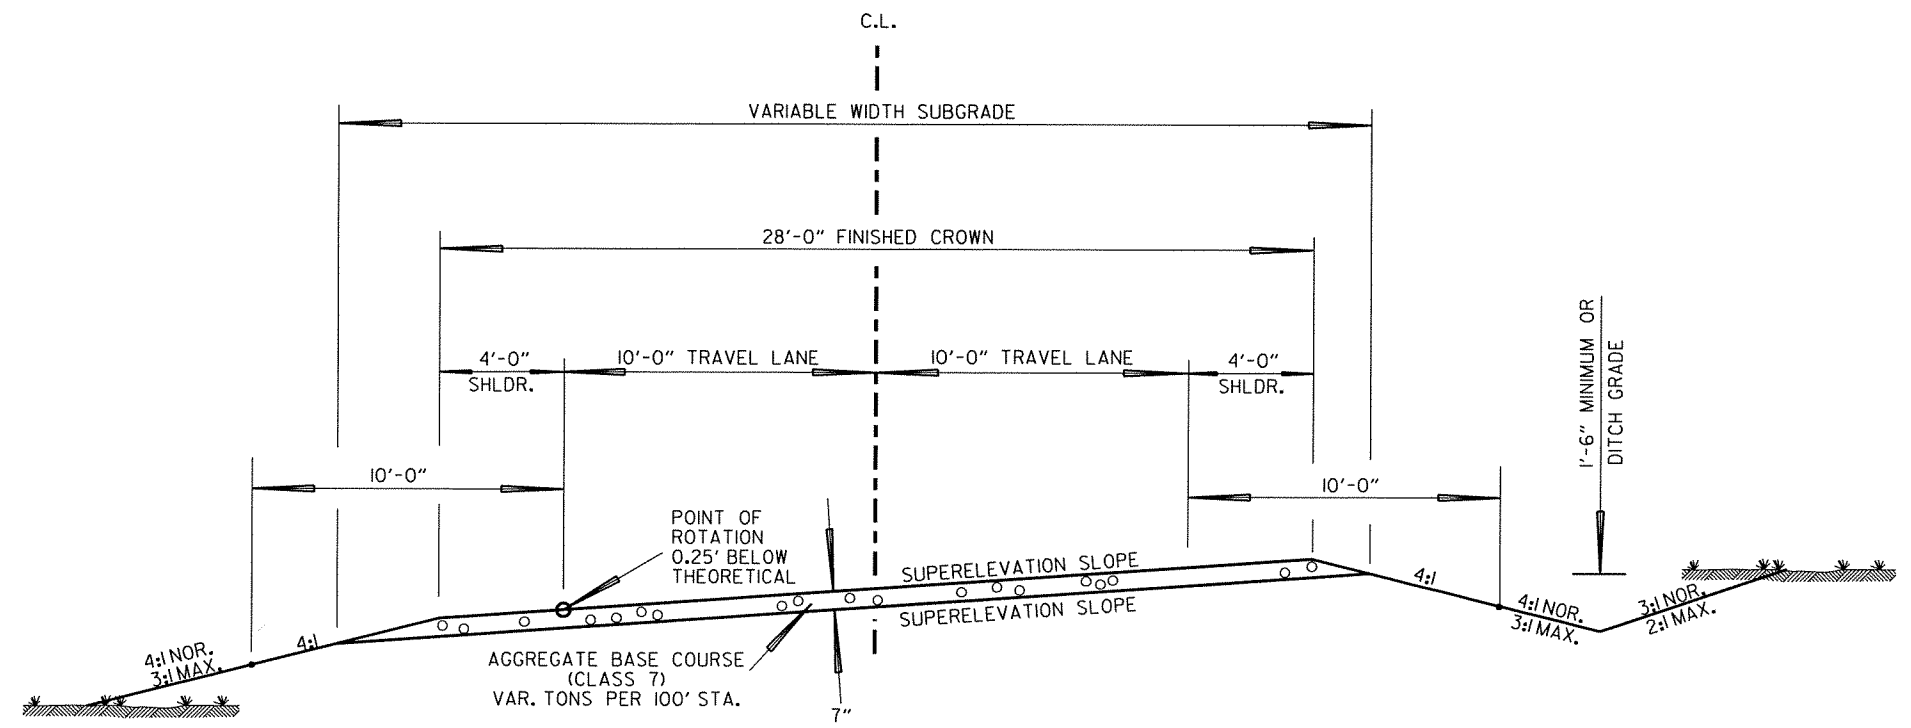 C.L.
VARIABLE WIDTH SUBGRADE
28'-0" FINISHED CROWN
4'-0"
SHLDR.
10'-0" TRAVEL LANE
10'-0" TRAVEL LANE
4'-0"
SHLDR.
1'-6" MINIMUM OR
DITCH GRADE
10'-0"
10'-0"
POINT OF
ROTATION
0.25' BELOW
THEORETICAL
SUPERELEVATION SLOPE
SUPERELEVATION SLOPE
4:1
4:1 NOR.
3:1 MAX.
3:1 NOR.
2:1 MAX.
4:1
4:1 NOR.
3:1 MAX.
AGGREGATE BASE COURSE
(CLASS 7)
VAR. TONS PER 100' STA.
7"